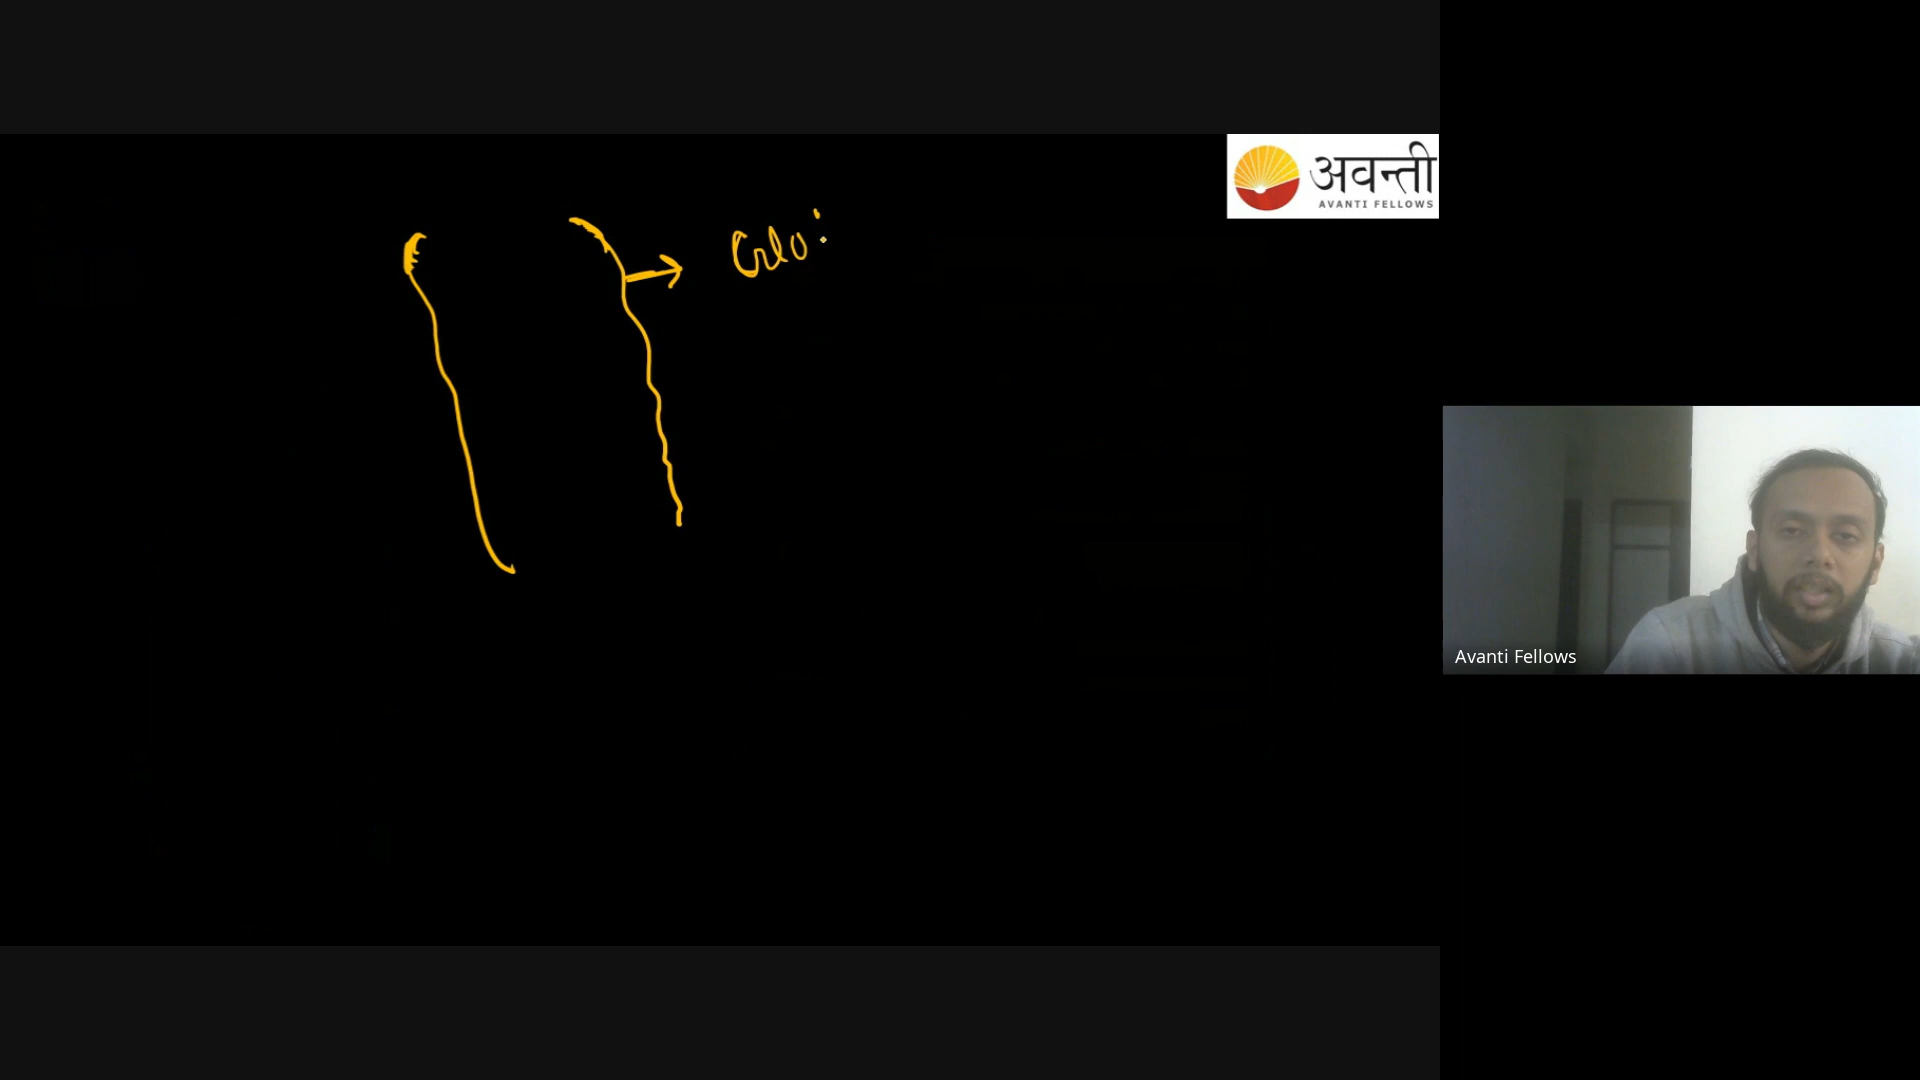 अवन्ती
AVANTI FELLOWS
Avanti Fellows